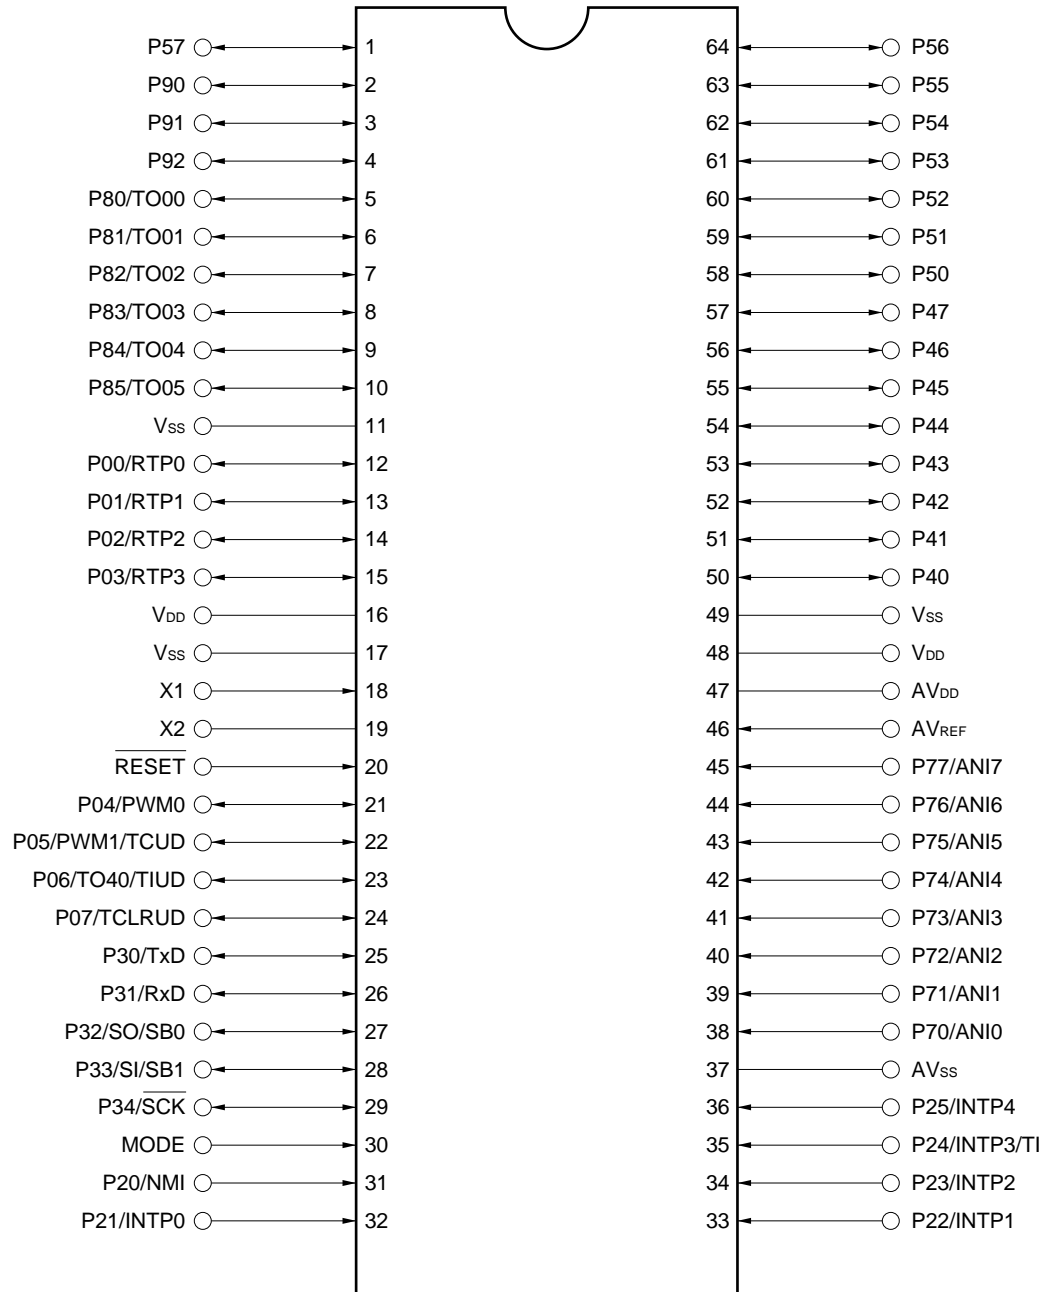 P57 1 64 P56
P90 2 63 P55
P91 3 62 P54
P92 4 61 P53
P80/TO00 5 60 P52
P81/TO01 6 59 P51
P82/TO02 7 58 P50
P83/TO03 8 57 P47
P84/TO04 9 56 P46
P85/TO05 10 55 P45
VSS 11 54 P44
P00/RTP0 12 53 P43
P01/RTP1 13 52 P42
P02/RTP2 14 51 P41
P03/RTP3 15 50 P40
VDD 16 49 VSS
VSS 17 48 VDD
X1 18 47 AVDD
X2 19 46 AVREF
RESET 20 45 P77/ANI7
P04/PWM0 21 44 P76/ANI6
P05/PWM1/TCUD 22 43 P75/ANI5
P06/TO40/TIUD 23 42 P74/ANI4
P07/TCLRUD 24 41 P73/ANI3
P30/TxD 25 40 P72/ANI2
P31/RxD 26 39 P71/ANI1
P32/SO/SB0 27 38 P70/ANI0
P33/SI/SB1 28 37 AVSS
P34/SCK 29 36 P25/INTP4
MODE 30 35 P24/INTP3/TI
P20/NMI 31 34 P23/INTP2
P21/INTP0 32 33 P22/INTP1